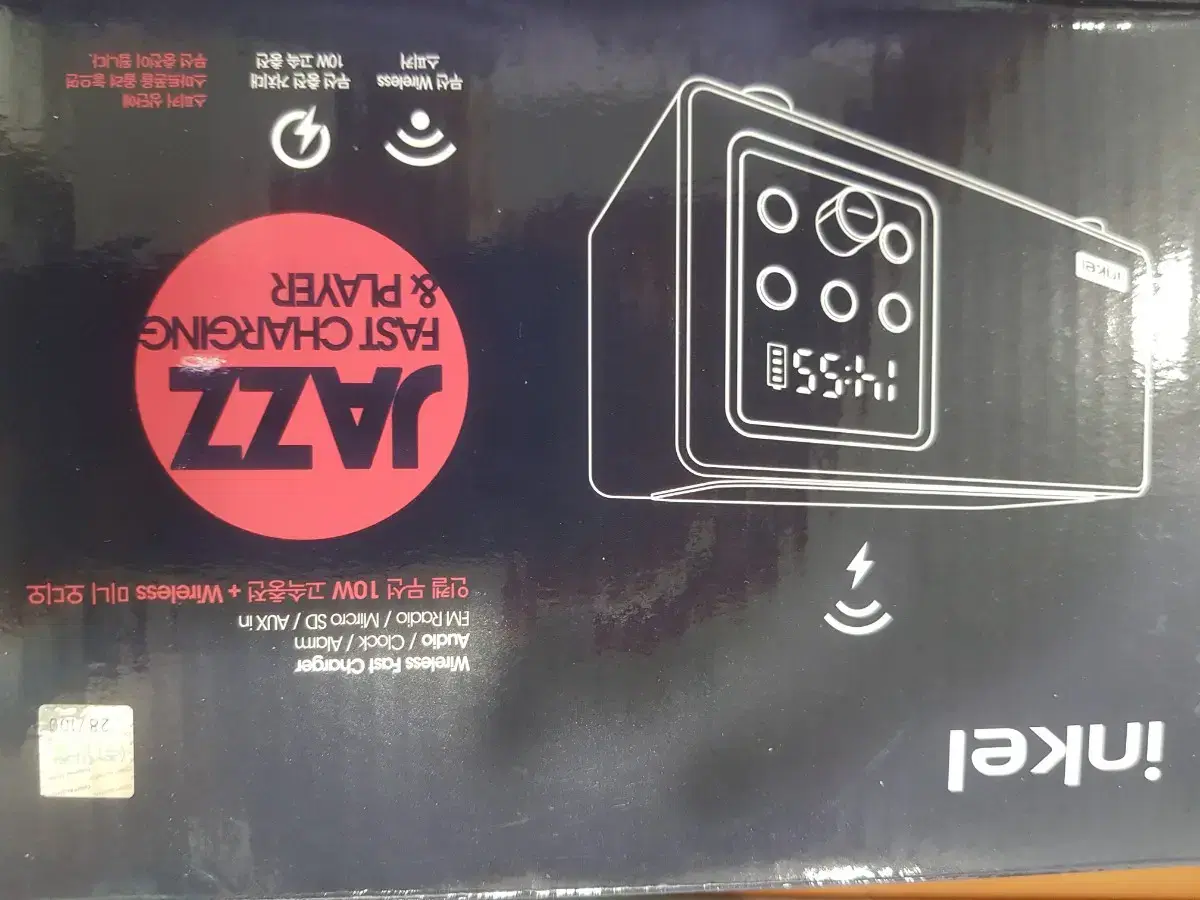 inkel
Wireless Fast Charger
Audio / Clock / Alarm
FM Radio / Mircro SD / AUX in
인켈 무선 10W 고속충전 + Wireless 미니 오디오
14:55
inkel
JAZZ
FAST CHARGING
& PLAYER
무선 Wireless
스피커
무선 충전 거치대
10W 고속 충전
스피커 상단에
스마트폰을 올려 놓으면
무선 충전이 됩니다.